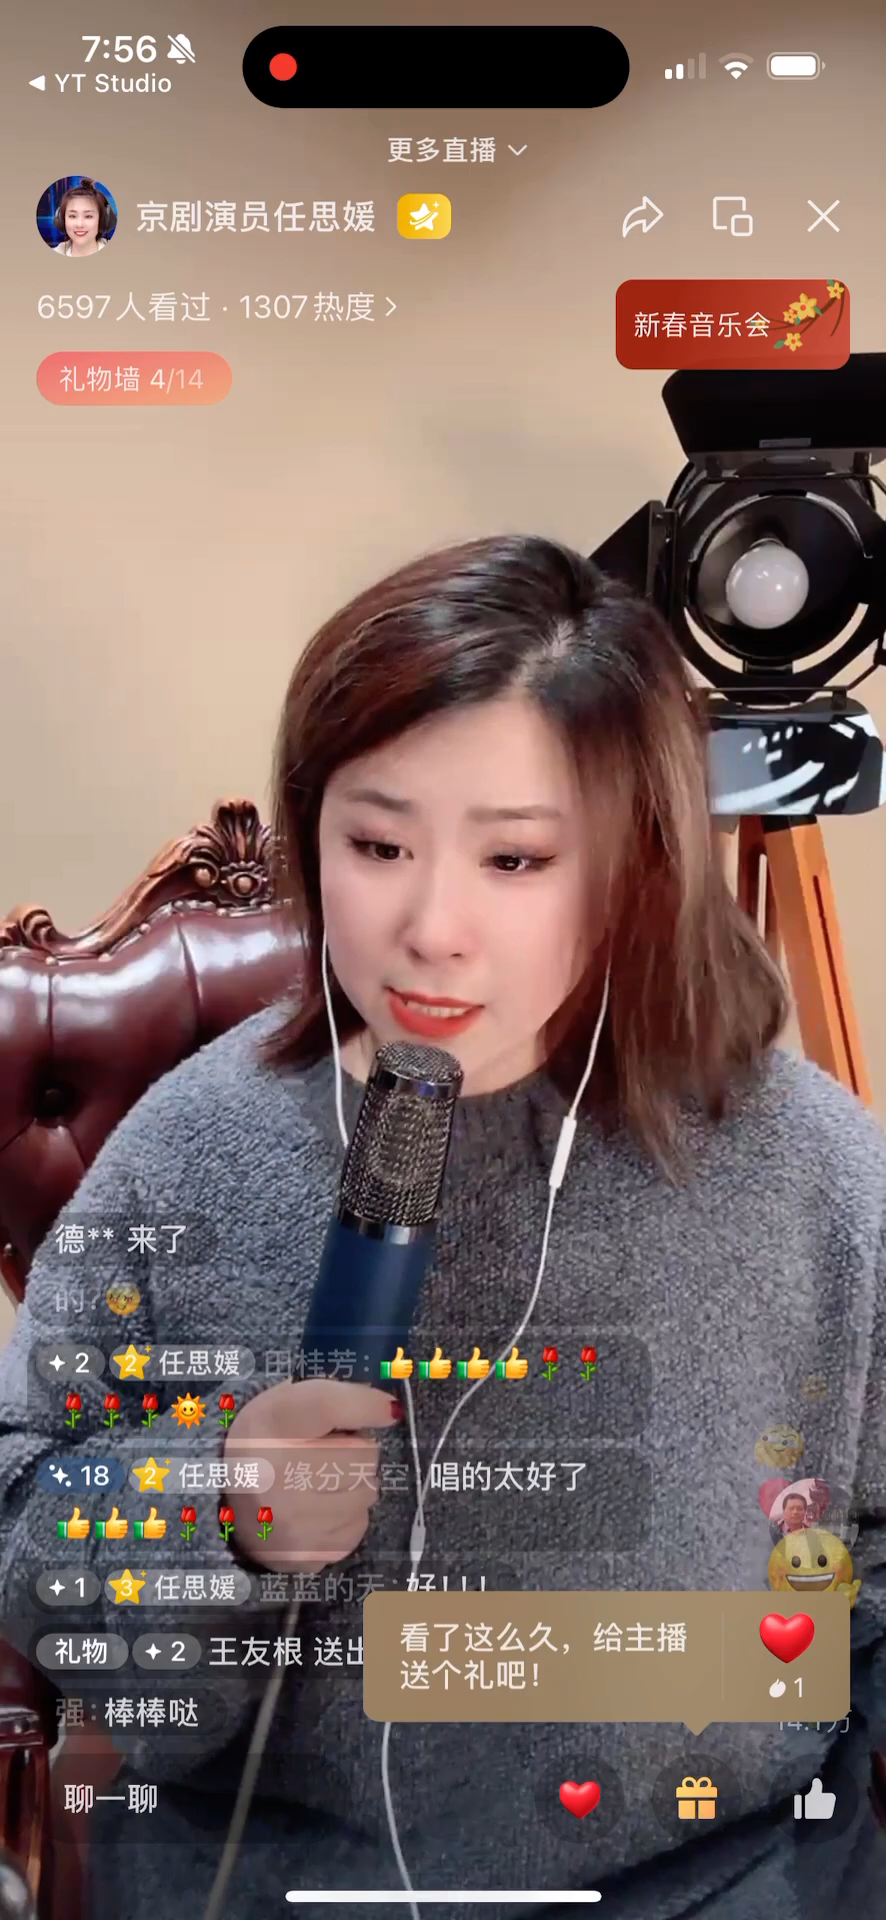 7:56
YT Studio
更多直播
京剧演员任思媛
6597人看过 · 1307热度
新春音乐会
礼物墙 4/14
德** 来了
的?
2 2 任思媛 田桂芳:
18 2 任思媛 缘分天空: 唱的太好了
1 3 任思媛 蓝蓝的天: 好!!!
礼物 2 王友根 送出
强: 棒棒哒
看了这么久，给主播
送个礼吧！
1
14.1万
聊一聊